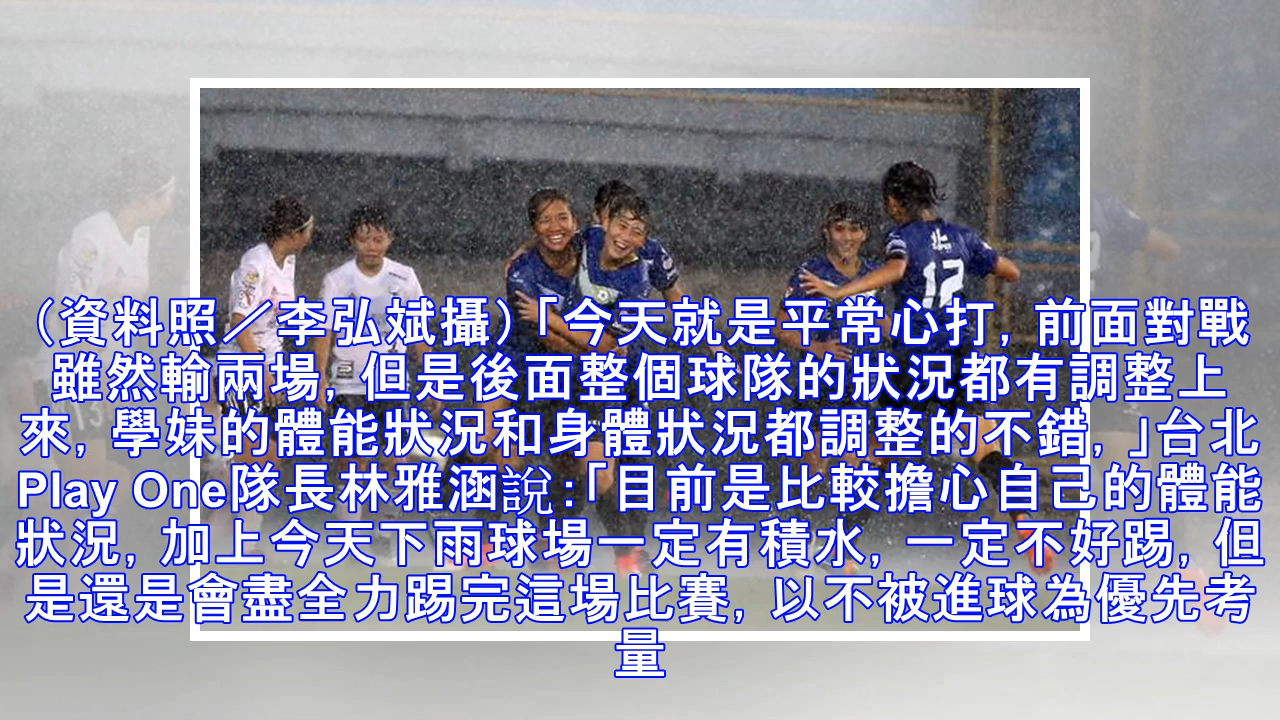 （資料照／李弘斌攝）「今天就是平常心打，前面對戰
雖然輸兩場，但是後面整個球隊的狀況都有調整上
來，學妹的體能狀況和身體狀況都調整的不錯，」台北
Play One隊長林雅涵說：「目前是比較擔心自己的體能
狀況，加上今天下雨球場一定有積水，一定不好踢，但
是還是會盡全力踢完這場比賽，以不被進球為優先考
量
北
12